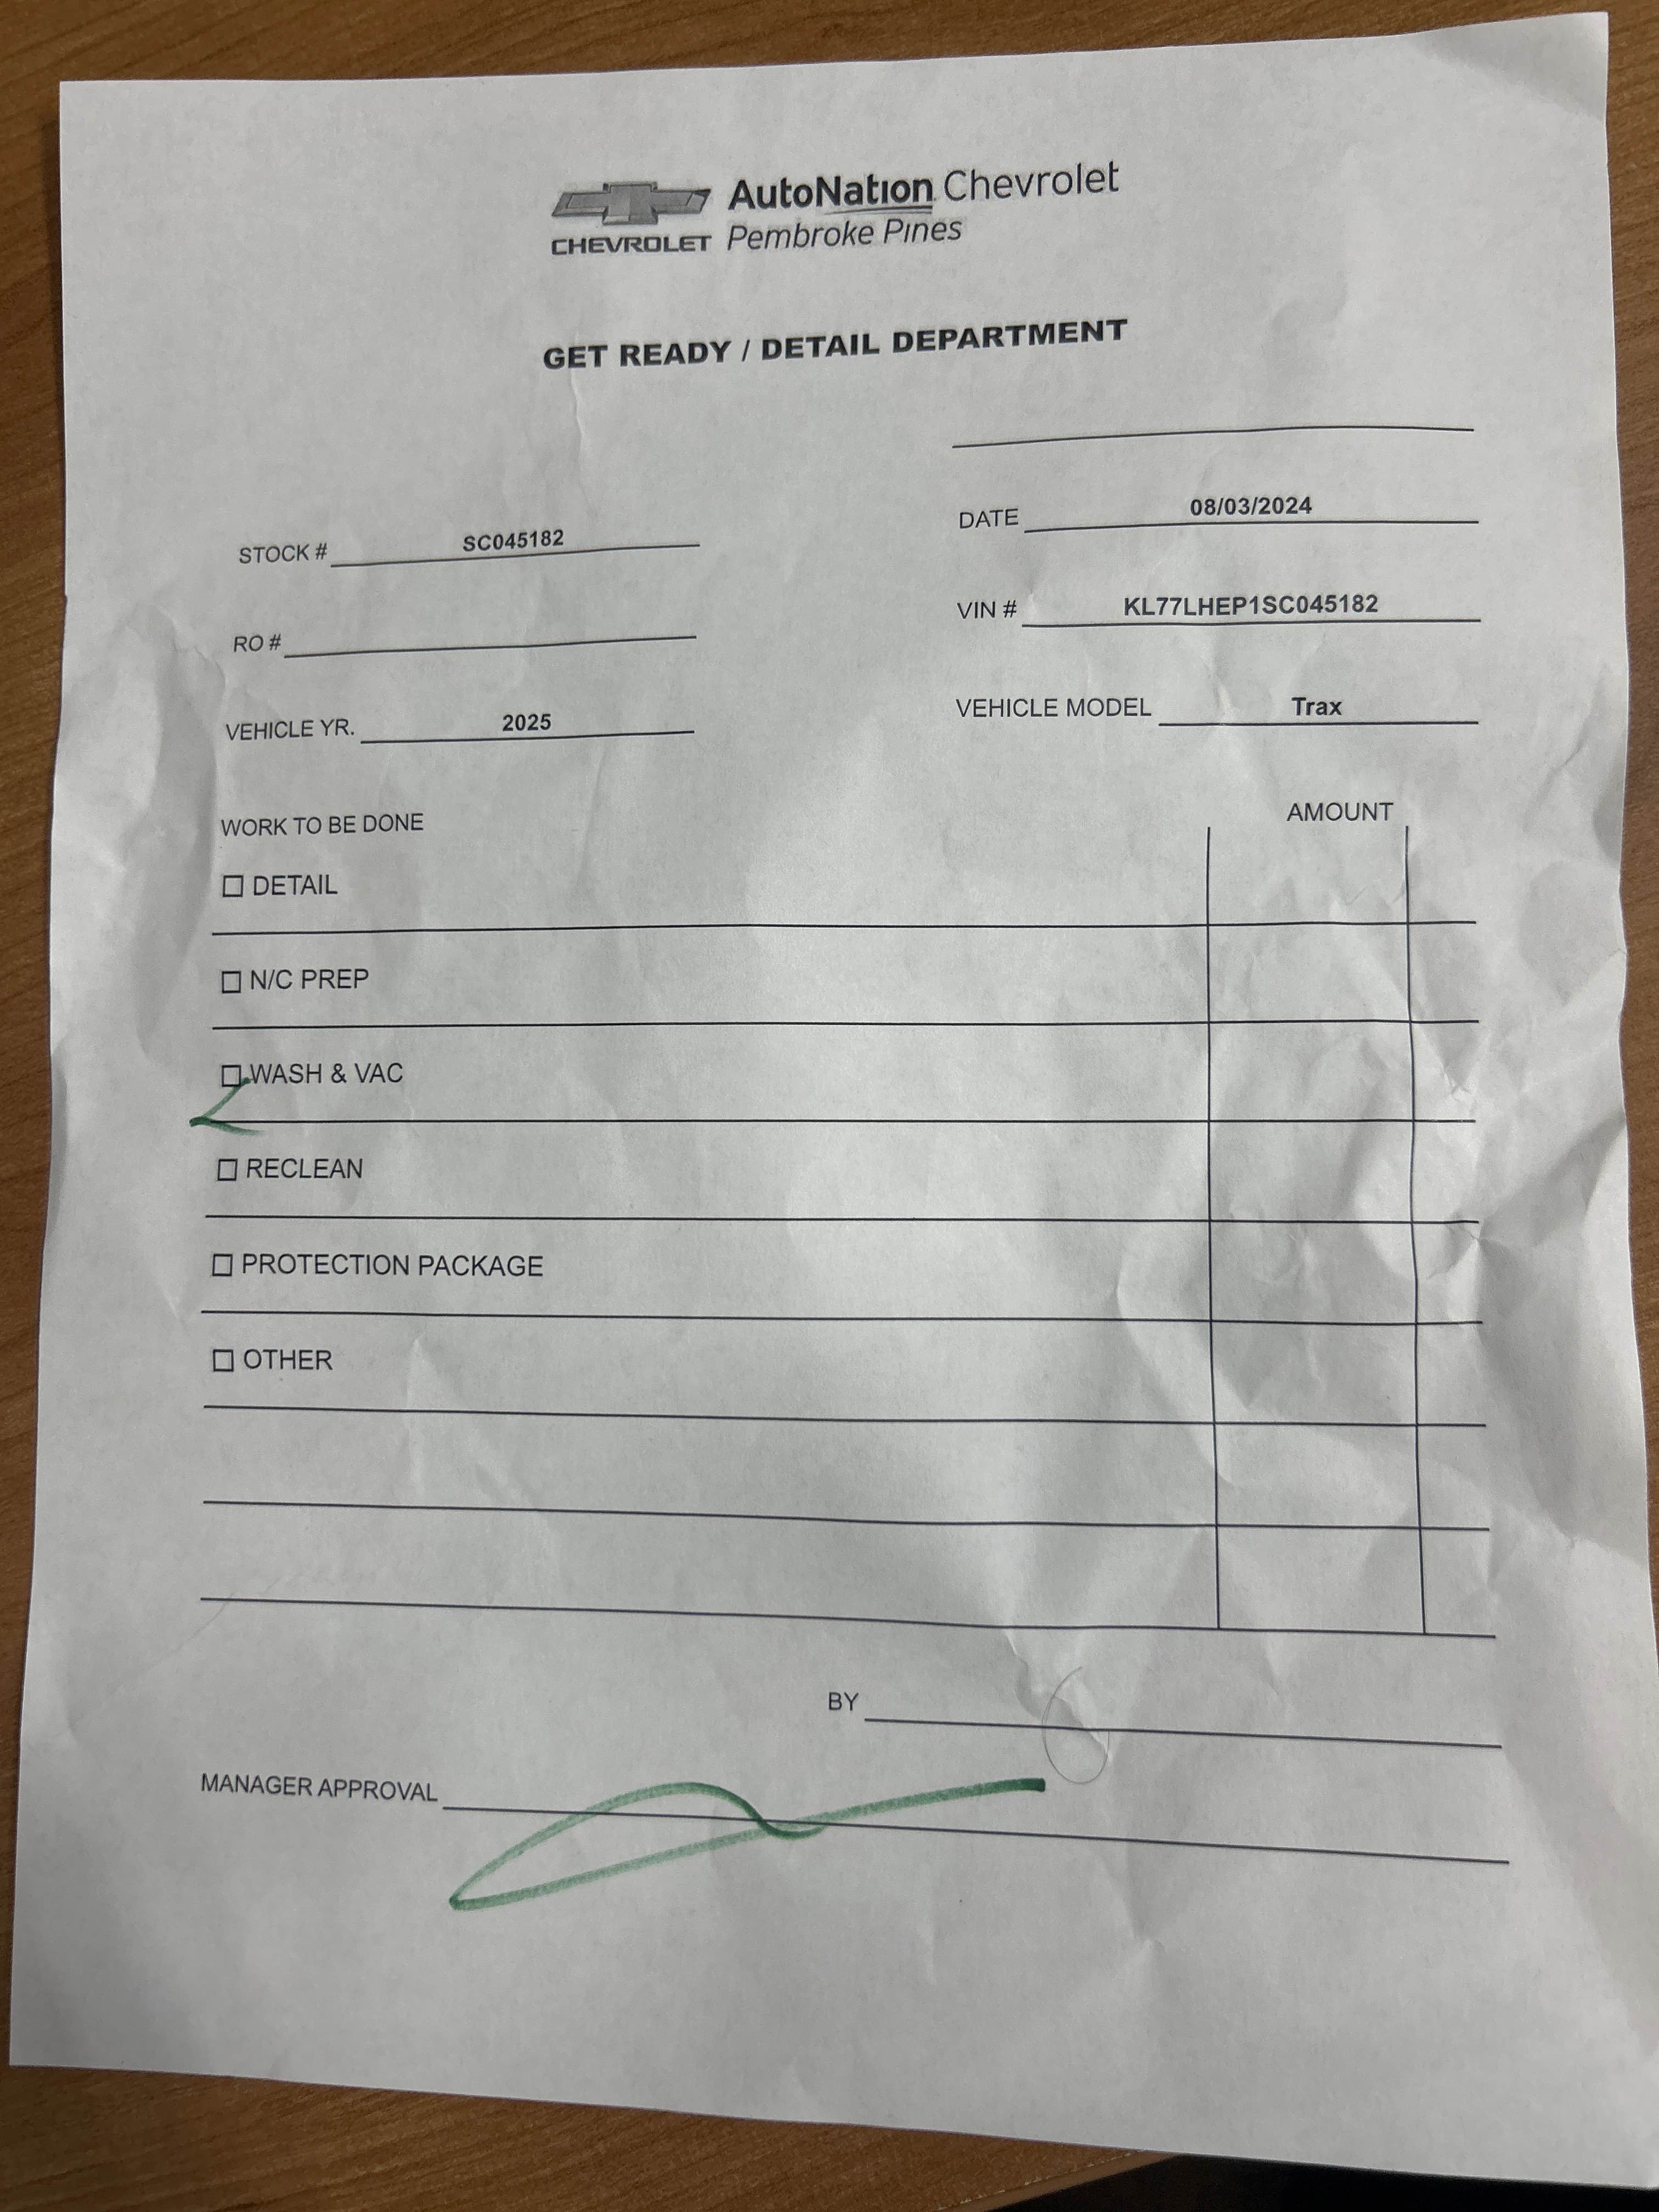 AutoNation Chevrolet
CHEVROLET Pembroke Pines
GET READY / DETAIL DEPARTMENT
DATE 08/03/2024
STOCK # SC045182
VIN # KL77LHEP1SC045182
RO #
VEHICLE MODEL Trax
VEHICLE YR. 2025
WORK TO BE DONE AMOUNT
DETAIL
N/C PREP
WASH & VAC
RECLEAN
PROTECTION PACKAGE
OTHER
BY
MANAGER APPROVAL